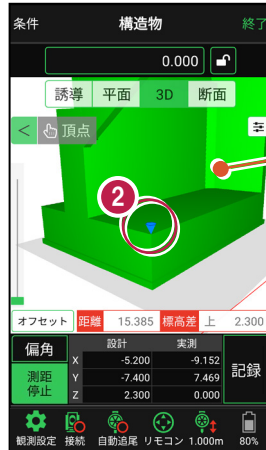 条件 構造物 終了
0.000
誘導 平面 3D 断面
< 頂点
2
オフセット 距離 15.385 標高差 上 2.300
偏角 設計 実測
X -5.200 -9.152
測距停止 Y -7.400 7.469 記録
Z 2.300 0.000
観測設定 接続 自動追尾 リモコン 1.000m 80%